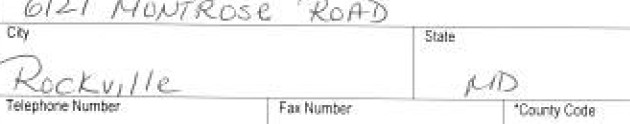 6121 MONTROSE ROAD
City State
Rockville MD
Telephone Number Fax Number *County Code